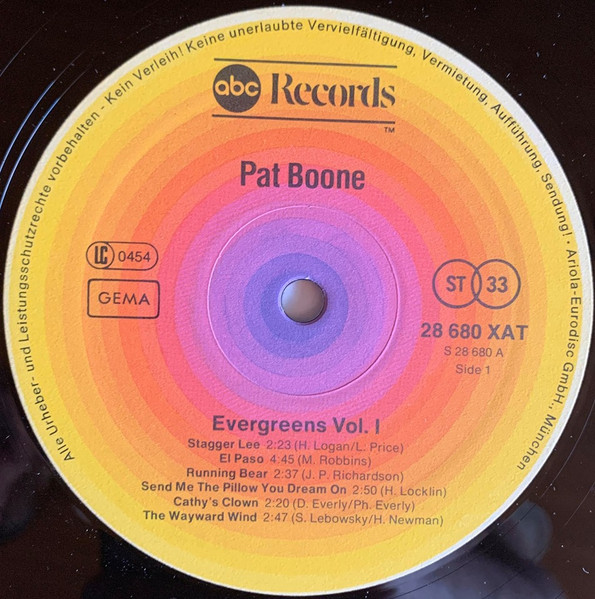 Alle Urheber- und Leistungsschutzrechte vorbehalten - Kein Verleih! Keine unerlaubte Vervielfältigung, Vermietung, Aufführung, Sendung! • Ariola-Eurodisc GmbH., München
abc Records
TM
Pat Boone
LC 0454
GEMA
ST 33
28 680 XAT
S 28 680 A
Side 1
Evergreens Vol. I
Stagger Lee 2:23 (H. Logan/L. Price)
El Paso 4:45 (M. Robbins)
Running Bear 2:37 (J. P. Richardson)
Send Me The Pillow You Dream On 2:50 (H. Locklin)
Cathy's Clown 2:20 (D. Everly/Ph. Everly)
The Wayward Wind 2:47 (S. Lebowsky/H. Newman)